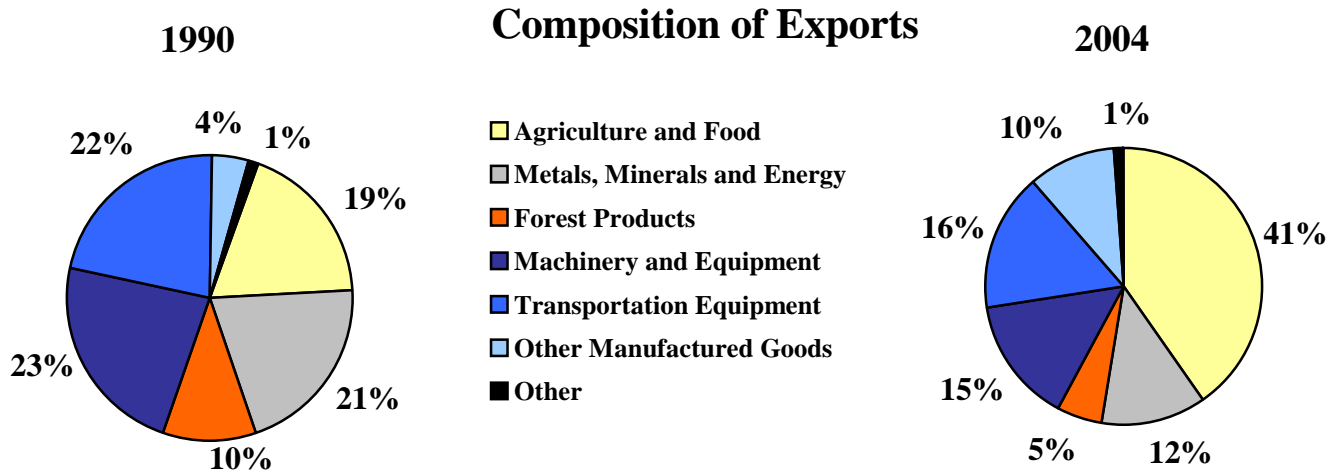 Composition of Exports
1990
2004
4%
1%
22%
19%
23%
21%
10%
Agriculture and Food
Metals, Minerals and Energy
Forest Products
Machinery and Equipment
Transportation Equipment
Other Manufactured Goods
Other
1%
10%
16%
41%
15%
5%
12%